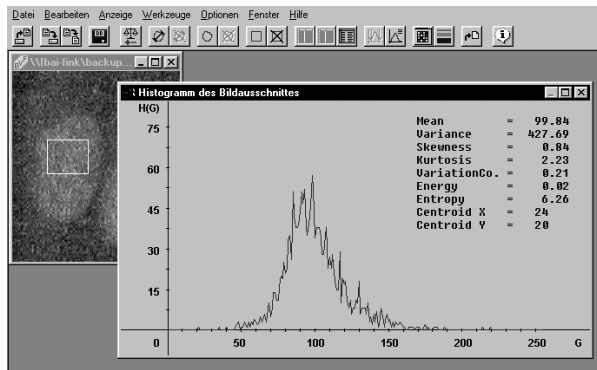 Datei Bearbeiten Anzeige Werkzeuge Optionen Fenster Hilfe
\\Ibai-fink\backup...
Histogramm des Bildausschnittes
H(G)
75
60
45
30
15
0 50 100 150 200 250 G
Mean = 99.84
Variance = 427.69
Skewness = 0.84
Kurtosis = 2.23
VariationCo. = 0.21
Energy = 0.02
Entropy = 6.26
Centroid X = 24
Centroid Y = 20